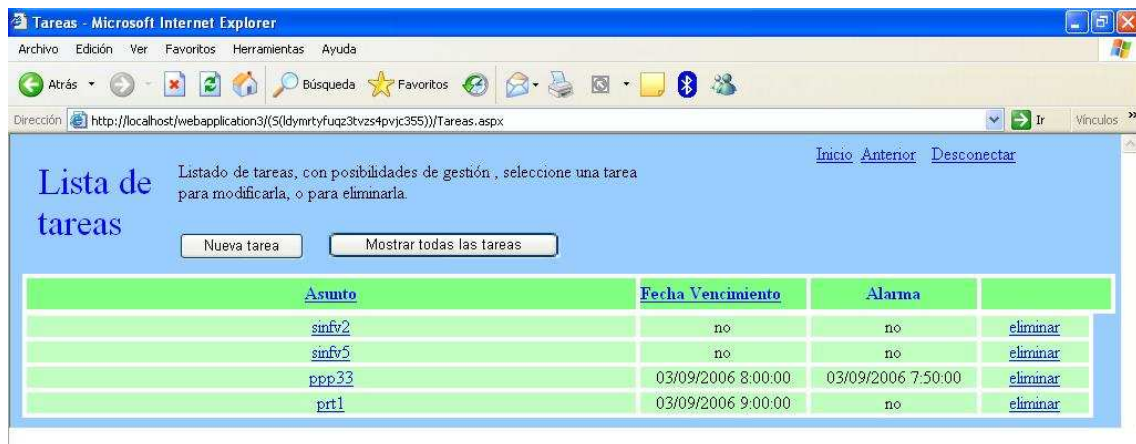 Tareas - Microsoft Internet Explorer
Archivo Edición Ver Favoritos Herramientas Ayuda
Atrás Búsqueda Favoritos
Dirección http://localhost/webapplication3/(S(ldymrtyfuqz3tvzs4pvjc355))/Tareas.aspx Ir Vínculos »
Inicio Anterior Desconectar
Lista de
tareas
Listado de tareas, con posibilidades de gestión , seleccione una tarea
para modificarla, o para eliminarla.
Nueva tarea Mostrar todas las tareas
Asunto Fecha Vencimiento Alarma
sinfv2 no no eliminar
sinfv5 no no eliminar
ppp33 03/09/2006 8:00:00 03/09/2006 7:50:00 eliminar
prt1 03/09/2006 9:00:00 no eliminar